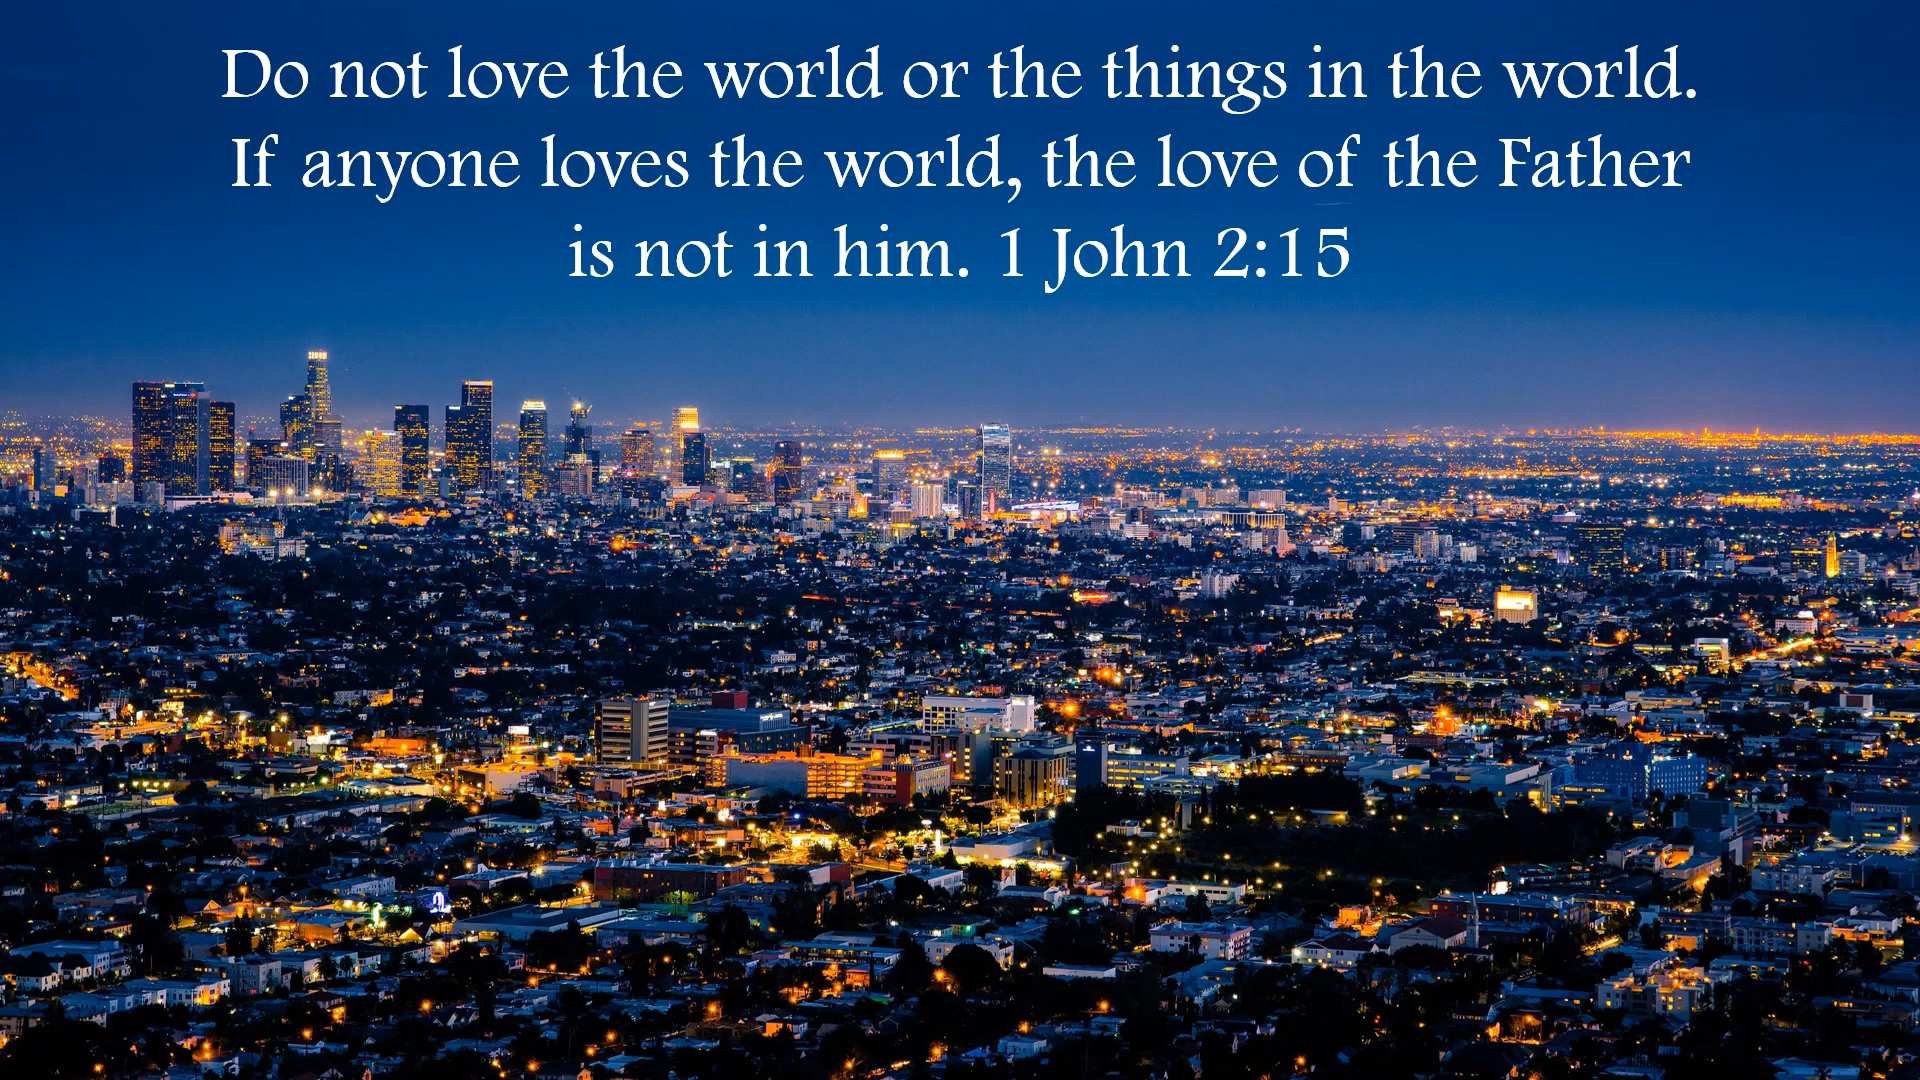 Do not love the world or the things in the world.
If anyone loves the world, the love of the Father
is not in him. 1 John 2:15